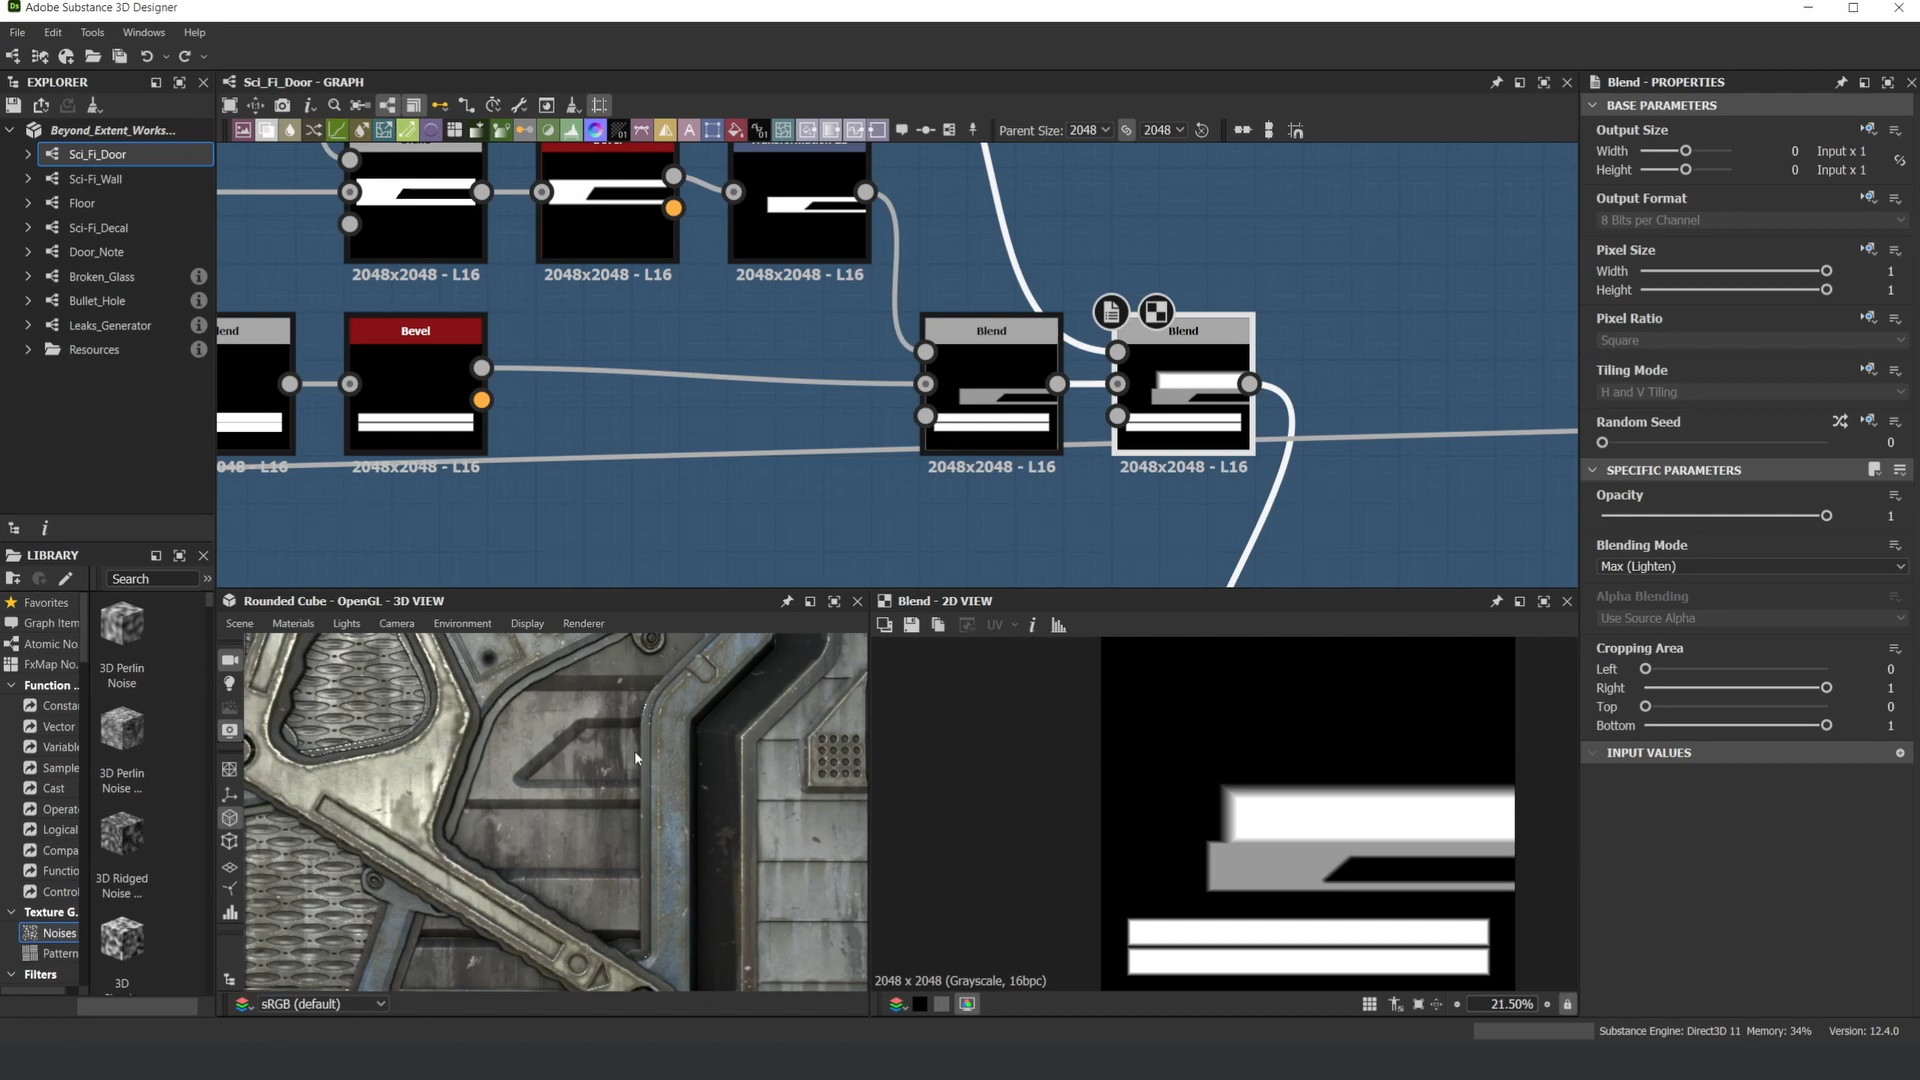 Adobe Substance 3D Designer
File Edit Tools Windows Help
EXPLORER
Beyond_Extent_Works...
Sci_Fi_Door
Sci-Fi_Wall
Floor
Sci-Fi_Decal
Door_Note
Broken_Glass
Bullet_Hole
Leaks_Generator
Resources
LIBRARY
Search
Favorites
Graph Item
Atomic No
FxMap No.
Function ..
Consta
Vector
Variable
Sample
Cast
Operat
Logical
Compa
Functio
Control
Texture G.
Noises
Pattern
Filters
3D Perlin
Noise
3D Perlin
Noise ...
3D Ridged
Noise ...
3D
Sci_Fi_Door - GRAPH
Parent Size: 2048 2048
2048x2048 - L16
2048x2048 - L16
2048x2048 - L16
lend
Bevel
Blend
Blend
048 - L16
2048x2048 - L16
2048x2048 - L16
2048x2048 - L16
Rounded Cube - OpenGL - 3D VIEW
Scene Materials Lights Camera Environment Display Renderer
sRGB (default)
Blend - 2D VIEW
UV
2048 x 2048 (Grayscale, 16bpc)
21.50%
Blend - PROPERTIES
BASE PARAMETERS
Output Size
Width 0 Input x 1
Height 0 Input x 1
Output Format
8 Bits per Channel
Pixel Size
Width 1
Height 1
Pixel Ratio
Square
Tiling Mode
H and V Tiling
Random Seed
0
SPECIFIC PARAMETERS
Opacity
1
Blending Mode
Max (Lighten)
Alpha Blending
Use Source Alpha
Cropping Area
Left 0
Right 1
Top 0
Bottom 1
INPUT VALUES
Substance Engine: Direct3D 11 Memory: 34% Version: 12.4.0